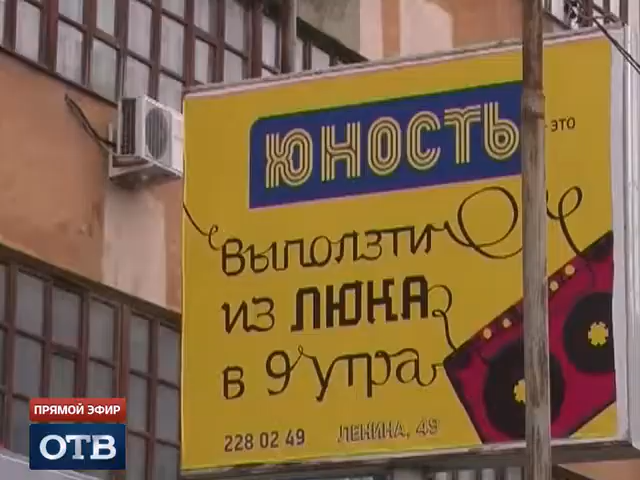 ЮНОСТЬ
-ЭТО
Выползти
из ЛЮКА
в 9 утра
228 02 49 ЛЕНИНА, 49
ПРЯМОЙ ЭФИР
ОТВ